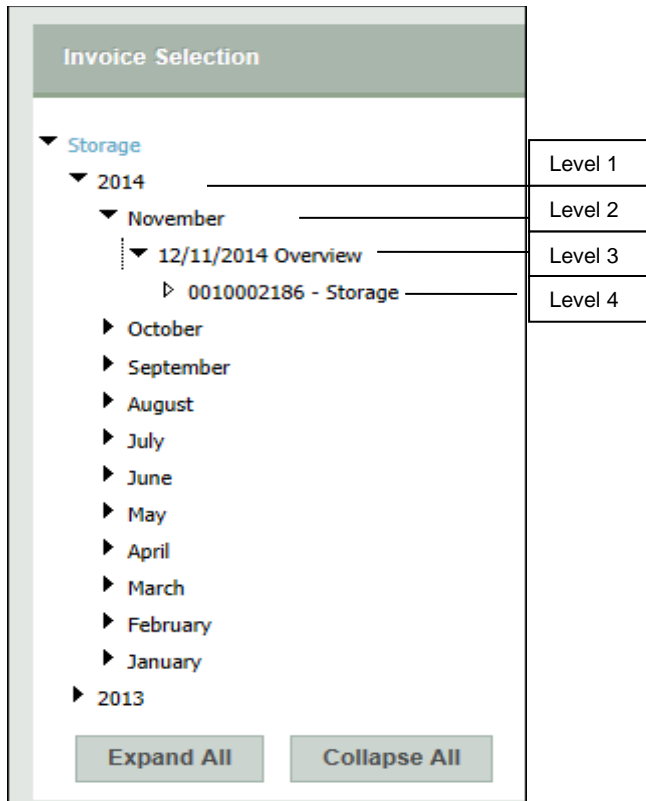 Invoice Selection
Storage
2014
Level 1
November
Level 2
12/11/2014 Overview
Level 3
0010002186 - Storage
Level 4
October
September
August
July
June
May
April
March
February
January
2013
Expand All
Collapse All